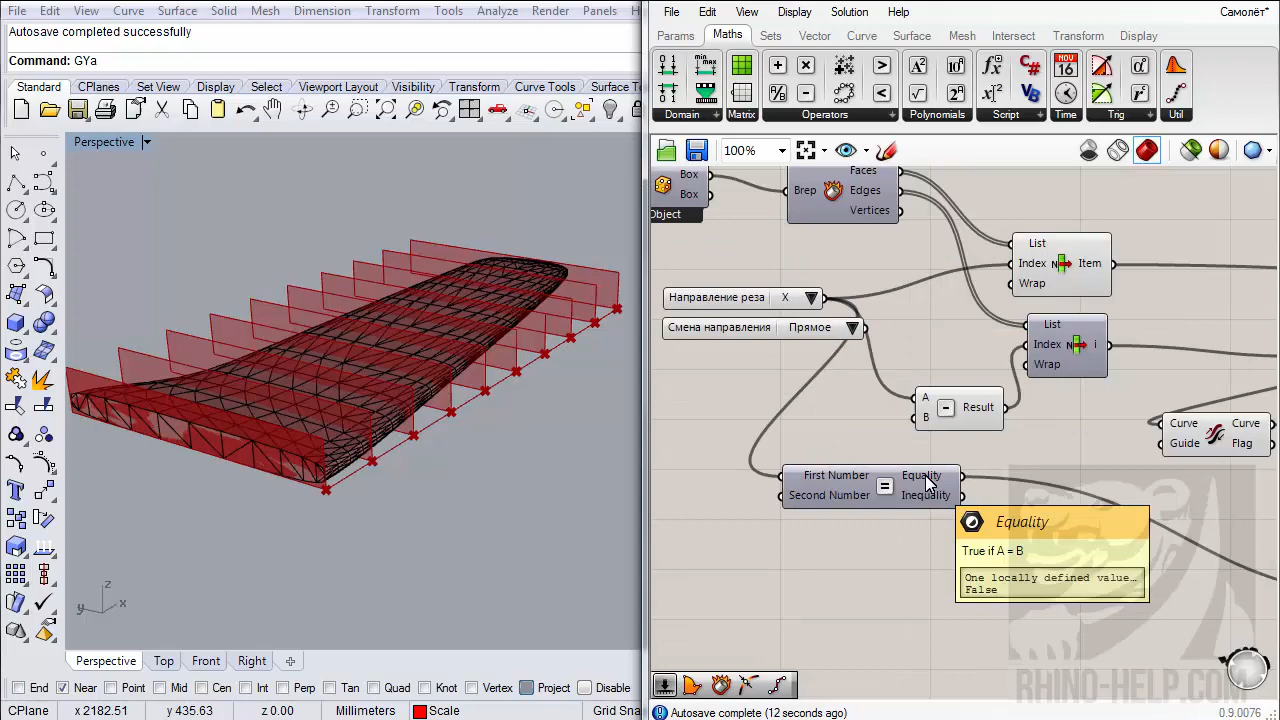 File Edit View Curve Surface Solid Mesh Dimension Transform Tools Analyze Render Panels
Autosave completed successfully
Command: GYa
Standard CPlanes Set View Display Select Viewport Layout Visibility Transform Curve Tools Surface To
Perspective
z
y x
Perspective Top Front Right
End Near Point Mid Cen Int Perp Tan Quad Knot Vertex Project Disable
CPlane x 2182.51 y 435.63 z 0.00 Millimeters Scale Grid Snap
File Edit View Display Solution Help Самолёт*
Params Maths Sets Vector Curve Surface Mesh Intersect Transform Display
Domain Matrix Operators Polynomials Script Time Trig Util
100%
Box
Box
Object
Brep
Faces
Edges
Vertices
List
Index
Wrap
Item
Направление реза X
Смена направления Прямое
List
Index
Wrap
i
A
B
Result
Curve
Guide
Curve
Flag
First Number = Equality
Second Number Inequality
Equality
True if A = B
One locally defined value…
False
RHINO-HELP.COM
Autosave complete (12 seconds ago)
0.9.0076